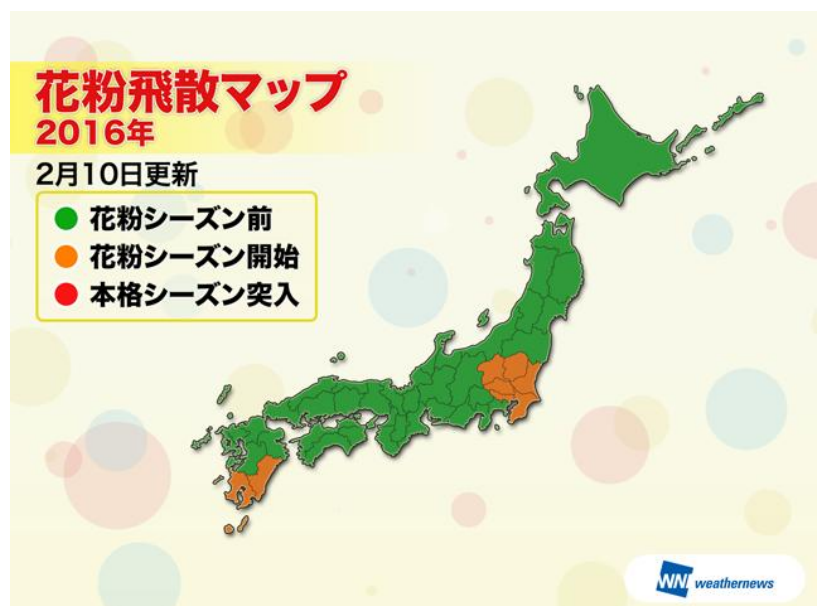 花粉飛散マップ
2016年
2月10日更新
花粉シーズン前
花粉シーズン開始
本格シーズン突入
WNI weathernews